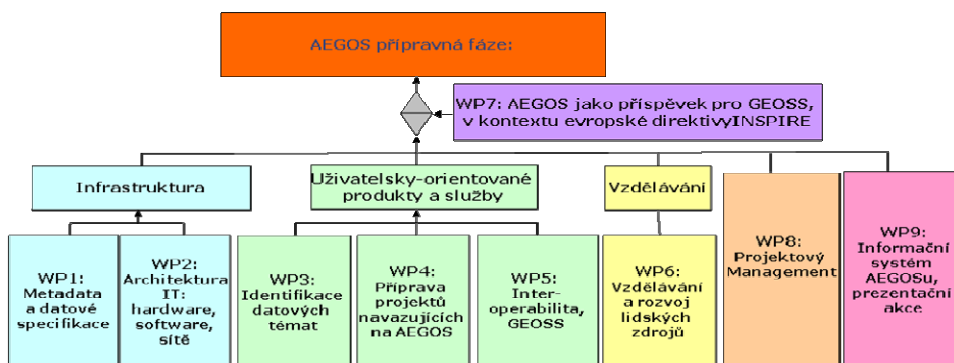 AEGOS přípravná fáze:
WP7: AEGOS jako příspěvek pro GEOSS,
v kontextu evropské direktivyINSPIRE
Infrastruktura
Uživatelsky-orientované
produkty a služby
Vzdělávání
WP1:
Metadata
a datové
specifikace
WP2:
Architektura
IT:
hardware,
software,
sítě
WP3:
Identifikace
datových
témat
WP4:
Příprava
projektů
navazujících
na AEGOS
WP5:
Inter-
operabilita,
GEOSS
WP6:
Vzdělávání
a rozvoj
lidských
zdrojů
WP8:
Projektový
Management
WP9:
Informační
systém
AEGOSu,
prezentační
akce